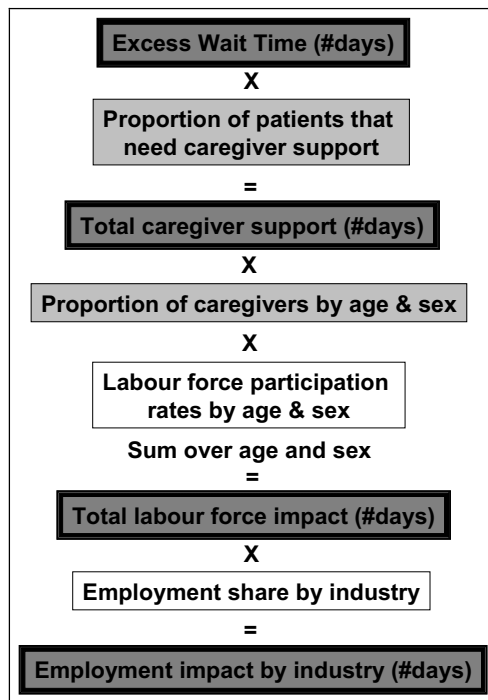 Excess Wait Time (#days)
X
Proportion of patients that
need caregiver support
=
Total caregiver support (#days)
X
Proportion of caregivers by age & sex
X
Labour force participation
rates by age & sex
Sum over age and sex
=
Total labour force impact (#days)
X
Employment share by industry
=
Employment impact by industry (#days)